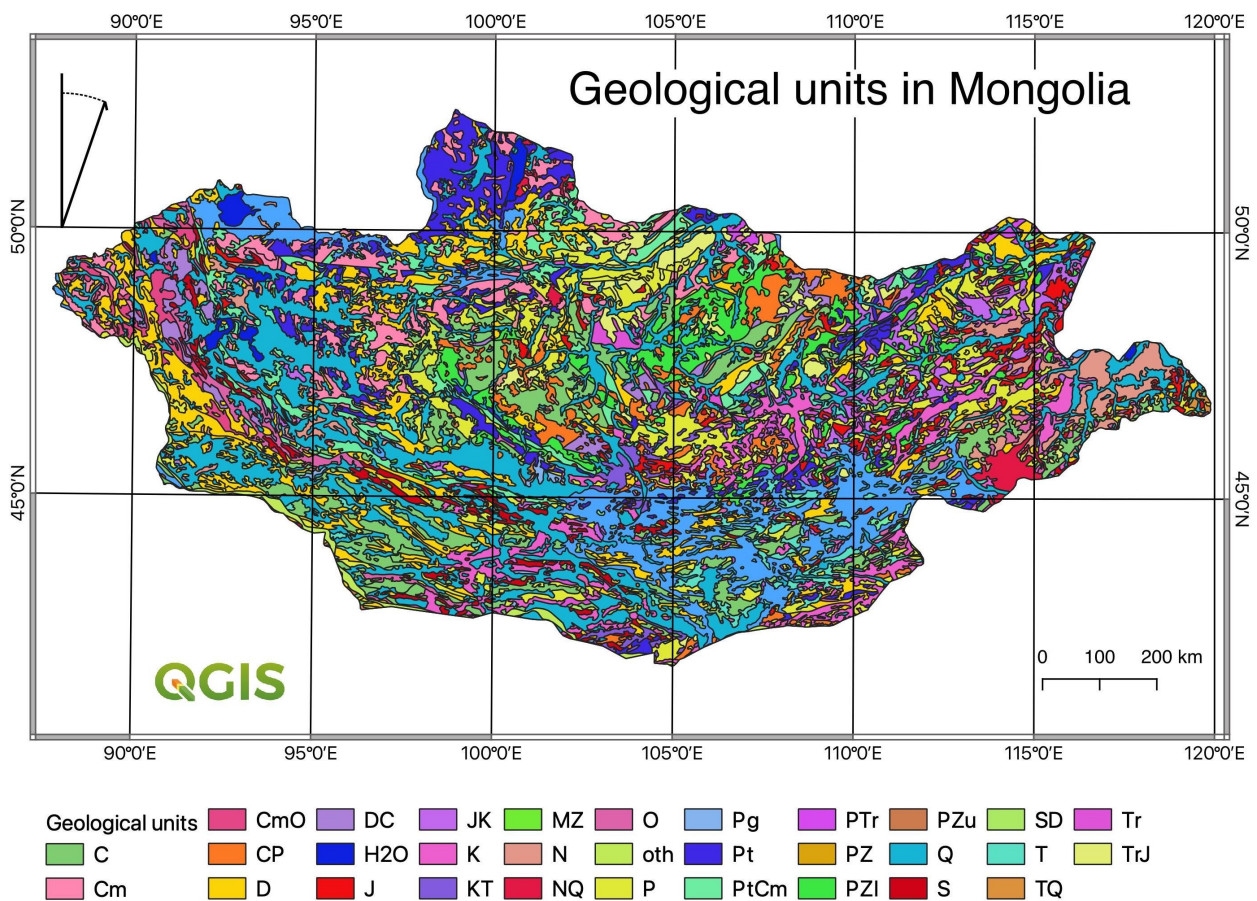 90°0'E 95°0'E 100°0'E 105°0'E 110°0'E 115°0'E 120°0'E
Geological units in Mongolia
50°0'N 50°0'N
45°0'N 45°0'N
QGIS
0 100 200 km
90°0'E 95°0'E 100°0'E 105°0'E 110°0'E 115°0'E 120°0'E
Geological units CmO DC JK MZ O Pg PTr PZu SD Tr
C CP H2O K N oth Pt PZ Q T TrJ
Cm D J KT NQ P PtCm PZl S TQ